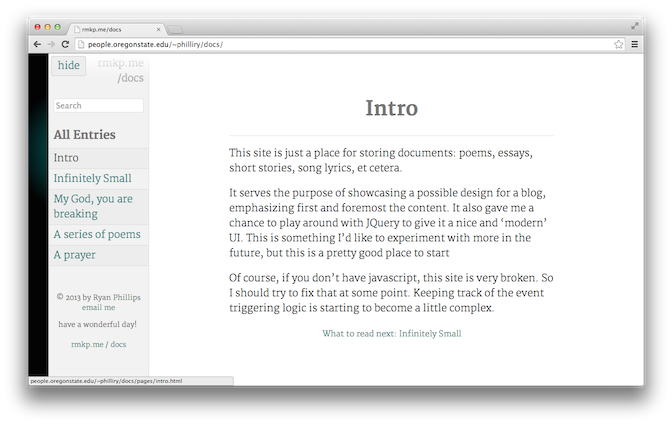 rmkp.me/docs
people.oregonstate.edu/~philliry/docs/
hide
rmkp.me
/docs
Search
All Entries
Intro
Infinitely Small
My God, you are
breaking
A series of poems
A prayer
© 2013 by Ryan Phillips
email me
have a wonderful day!
rmkp.me / docs
Intro
This site is just a place for storing documents: poems, essays,
short stories, song lyrics, et cetera.
It serves the purpose of showcasing a possible design for a blog,
emphasizing first and foremost the content. It also gave me a
chance to play around with JQuery to give it a nice and ‘modern’
UI. This is something I’d like to experiment with more in the
future, but this is a pretty good place to start
Of course, if you don’t have javascript, this site is very broken. So
I should try to fix that at some point. Keeping track of the event
triggering logic is starting to become a little complex.
What to read next: Infinitely Small
people.oregonstate.edu/~philliry/docs/pages/intro.html